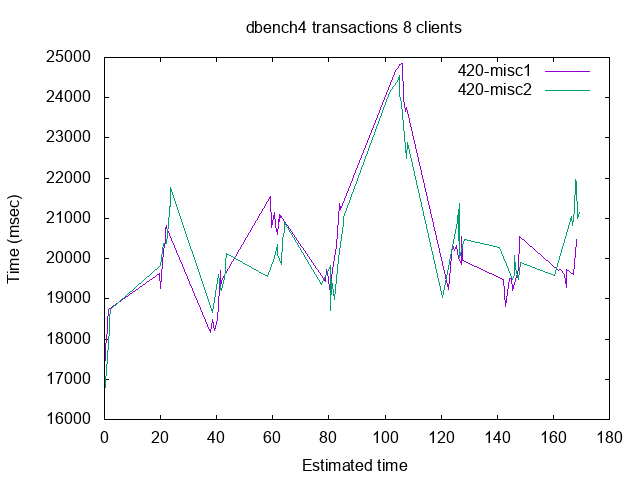 dbench4 transactions 8 clients
25000
24000
23000
22000
21000
20000
19000
18000
17000
16000
Time (msec)
420-misc1
420-misc2
0 20 40 60 80 100 120 140 160 180
Estimated time